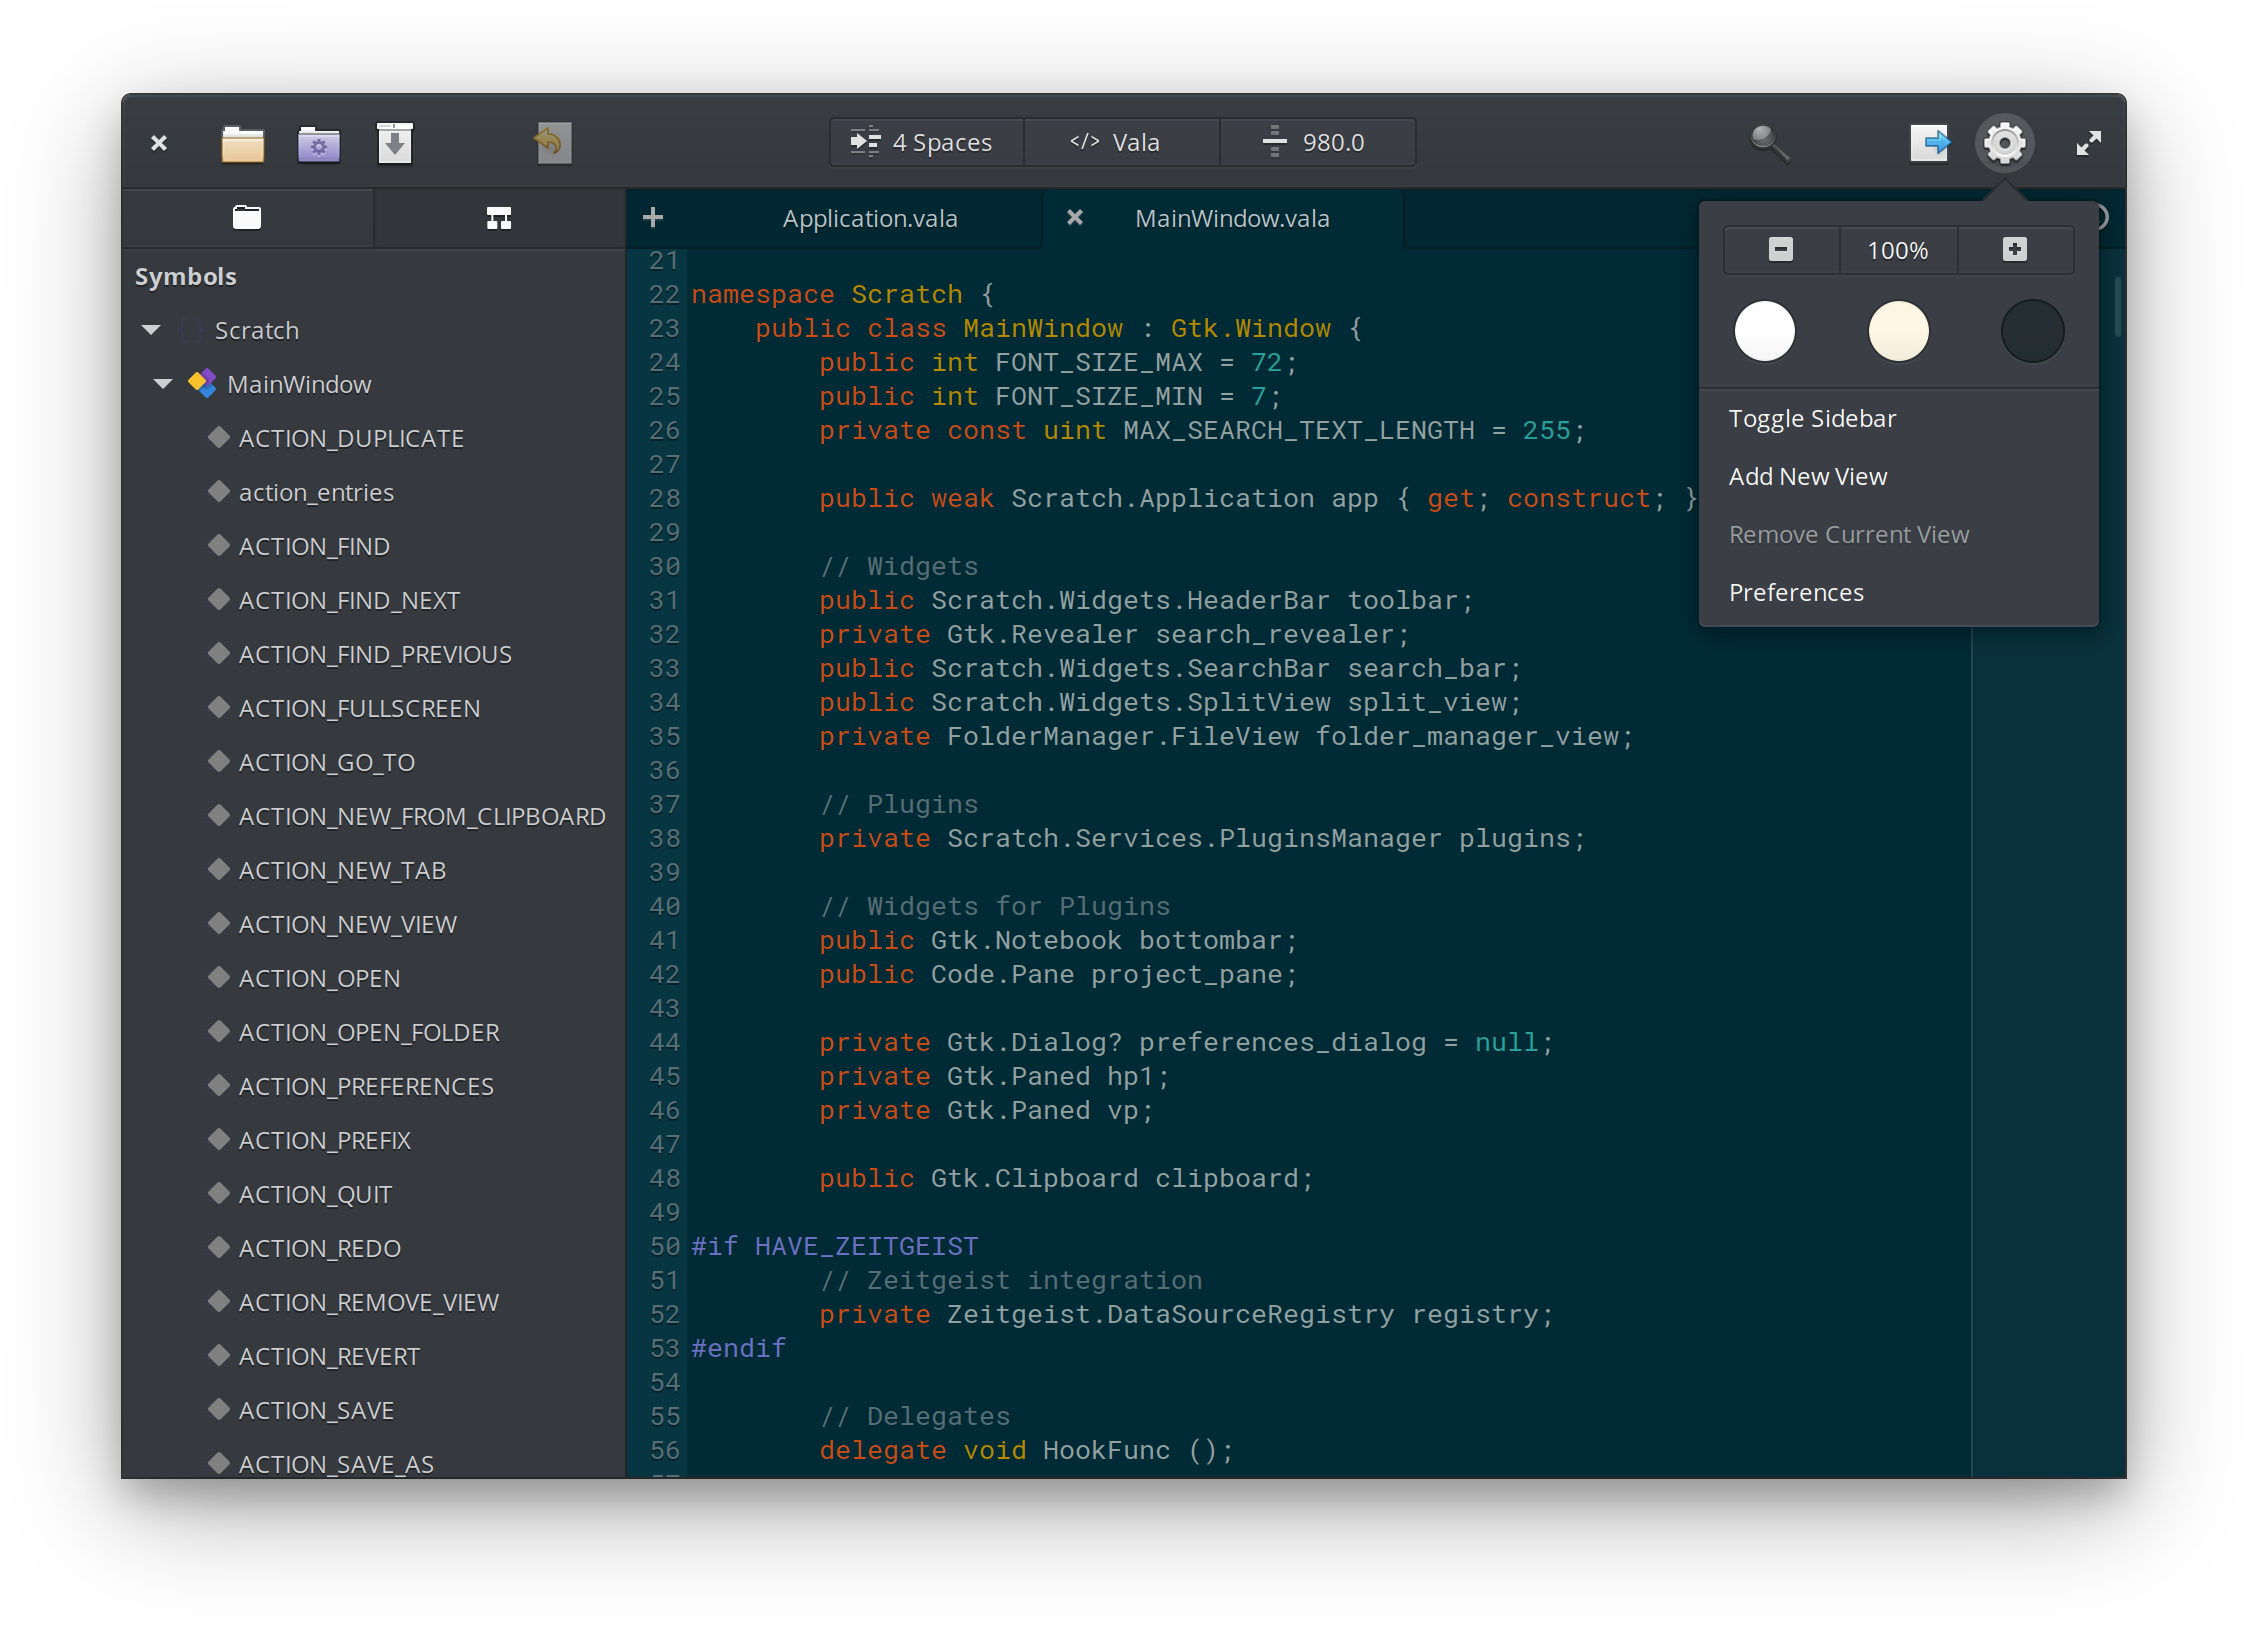 4 Spaces
</> Vala
980.0
Application.vala
MainWindow.vala
100%
Toggle Sidebar
Add New View
Remove Current View
Preferences
Symbols
{ } Scratch
MainWindow
ACTION_DUPLICATE
action_entries
ACTION_FIND
ACTION_FIND_NEXT
ACTION_FIND_PREVIOUS
ACTION_FULLSCREEN
ACTION_GO_TO
ACTION_NEW_FROM_CLIPBOARD
ACTION_NEW_TAB
ACTION_NEW_VIEW
ACTION_OPEN
ACTION_OPEN_FOLDER
ACTION_PREFERENCES
ACTION_PREFIX
ACTION_QUIT
ACTION_REDO
ACTION_REMOVE_VIEW
ACTION_REVERT
ACTION_SAVE
ACTION_SAVE_AS
21
22 namespace Scratch {
23     public class MainWindow : Gtk.Window {
24         public int FONT_SIZE_MAX = 72;
25         public int FONT_SIZE_MIN = 7;
26         private const uint MAX_SEARCH_TEXT_LENGTH = 255;
27
28         public weak Scratch.Application app { get; construct; }
29
30         // Widgets
31         public Scratch.Widgets.HeaderBar toolbar;
32         private Gtk.Revealer search_revealer;
33         public Scratch.Widgets.SearchBar search_bar;
34         public Scratch.Widgets.SplitView split_view;
35         private FolderManager.FileView folder_manager_view;
36
37         // Plugins
38         private Scratch.Services.PluginsManager plugins;
39
40         // Widgets for Plugins
41         public Gtk.Notebook bottombar;
42         public Code.Pane project_pane;
43
44         private Gtk.Dialog? preferences_dialog = null;
45         private Gtk.Paned hp1;
46         private Gtk.Paned vp;
47
48         public Gtk.Clipboard clipboard;
49
50 #if HAVE_ZEITGEIST
51         // Zeitgeist integration
52         private Zeitgeist.DataSourceRegistry registry;
53 #endif
54
55         // Delegates
56         delegate void HookFunc ();